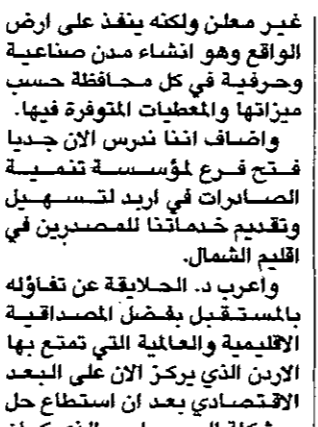 غير معلن ولكنه ينفذ على ارض
الواقع وهو انشاء مدن صناعية
وحرفية في كل محافظة حسب
ميزاتها والمعطيات المتوفرة فيها.
واضاف اننا ندرس الان جديا
فتح فرع لمؤسسة تنمية
الصادرات في اربد لتسهيل
وتقديم خدماتنا للمصدرين في
اقليم الشمال.
واعرب د. الحلايقة عن تفاؤله
بالمستقبل بفضل المصداقية
الاقليمية والعالمية التي تمتع بها
الاردن الذي يركز الان على البعد
الاقتصادي بعد ان استطاع حل